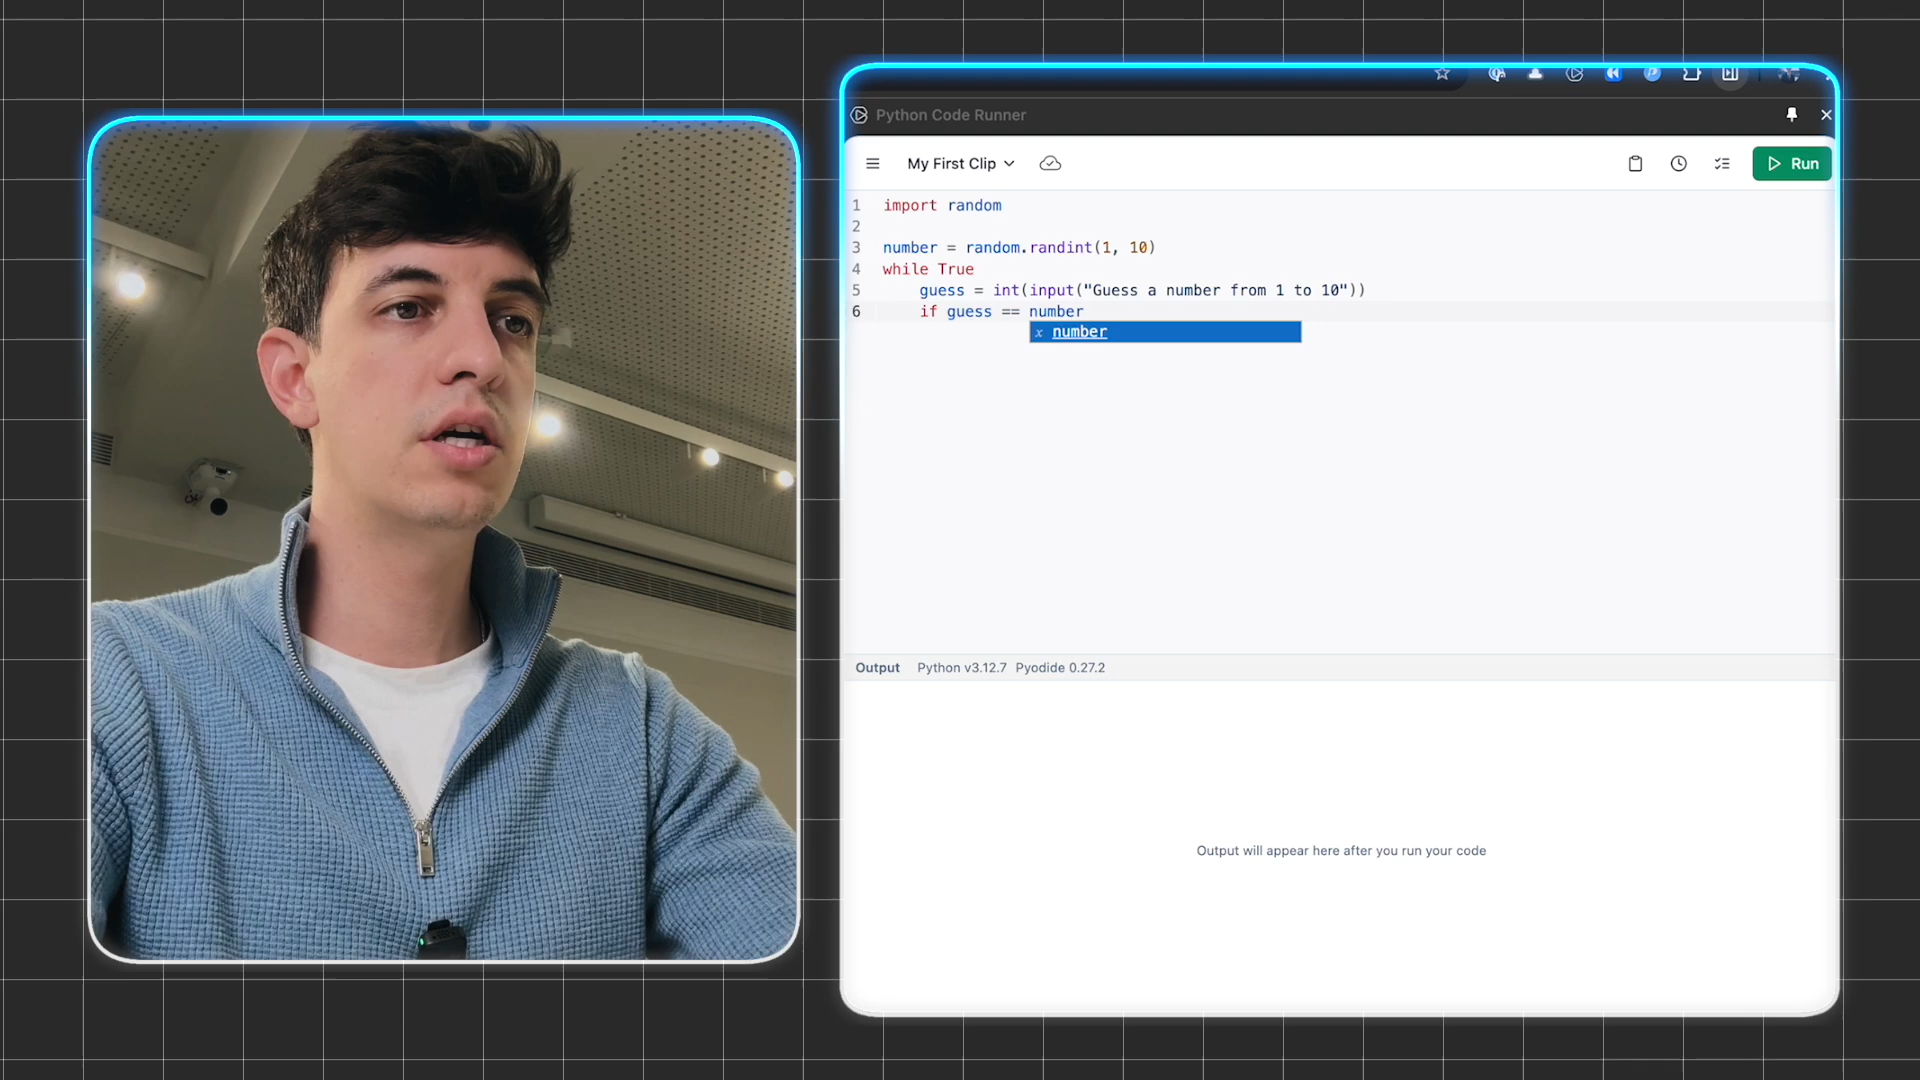 Python Code Runner
My First Clip
Run
1 import random
2
3 number = random.randint(1, 10)
4 while True
5     guess = int(input("Guess a number from 1 to 10"))
6     if guess == number
x number
Output Python v3.12.7 Pyodide 0.27.2
Output will appear here after you run your code